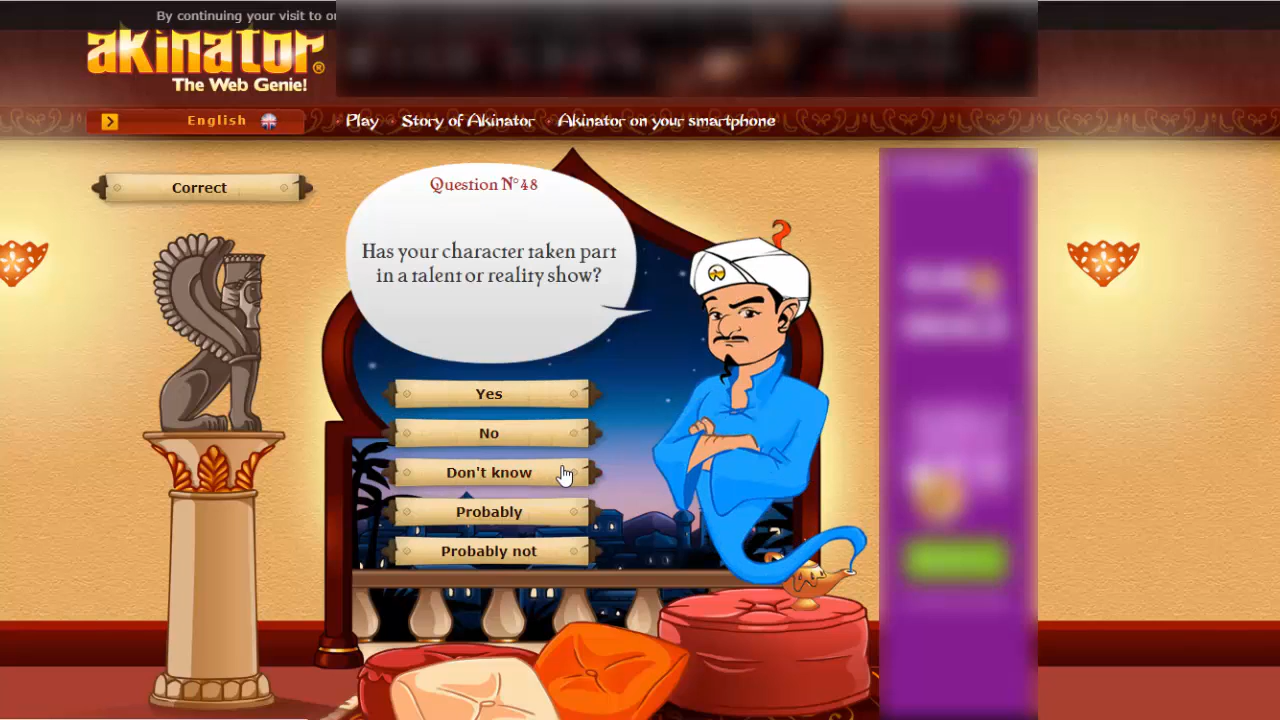 By continuing your visit to
akinator®
The Web Genie!
English
Play · Story of Akinator · Akinator on your smartphone
Correct
Question N°48
Has your character taken part
in a talent or reality show?
Yes
No
Don't know
Probably
Probably not